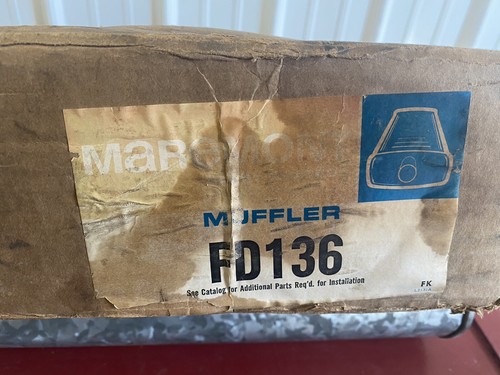 MUFFLER
FD136
See Catalog for Additional Parts Req'd. for Installation
FK